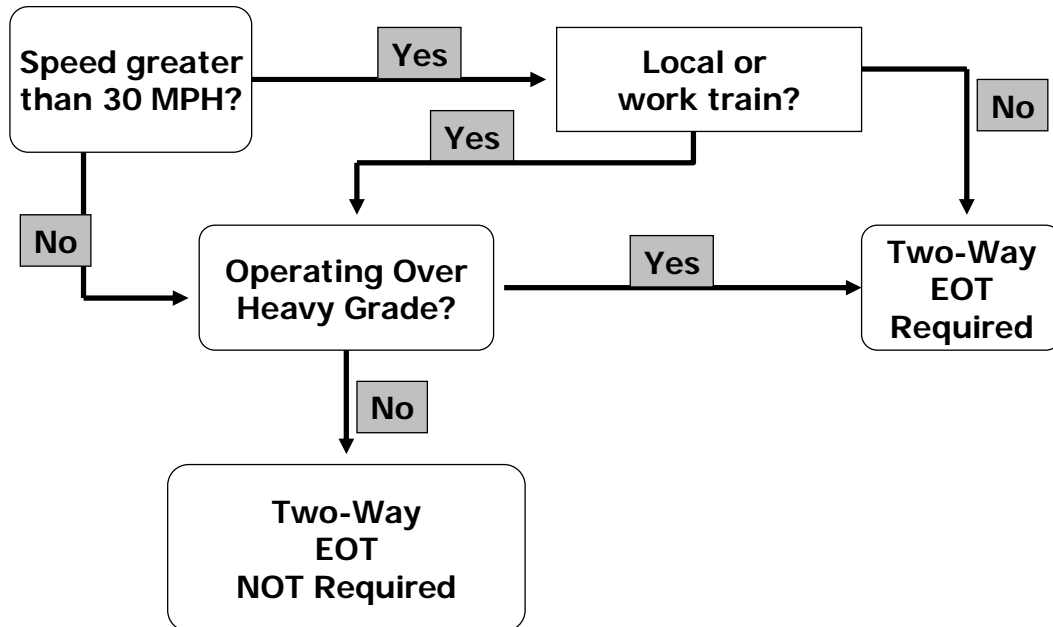 Speed greater
than 30 MPH?
Yes
Local or
work train?
No
Yes
No
Operating Over
Heavy Grade?
Yes
Two-Way
EOT
Required
No
Two-Way
EOT
NOT Required